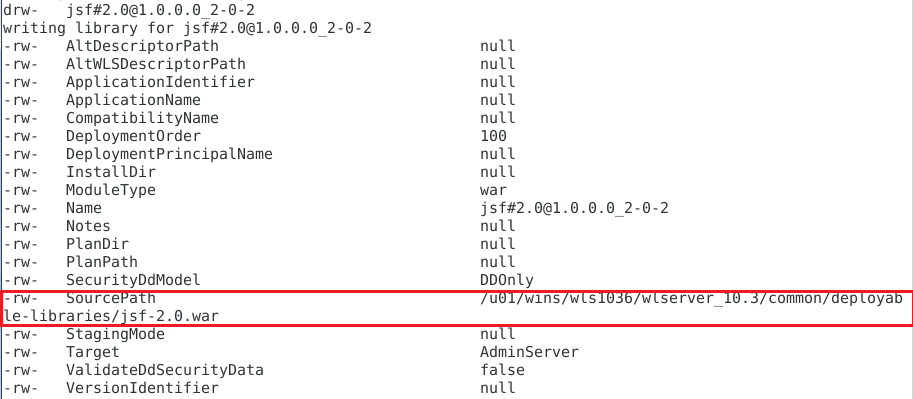 drw-   jsf#2.0@1.0.0.0_2-0-2
writing library for jsf#2.0@1.0.0.0_2-0-2
-rw-   AltDescriptorPath                             null
-rw-   AltWLSDescriptorPath                          null
-rw-   ApplicationIdentifier                         null
-rw-   ApplicationName                               null
-rw-   CompatibilityName                             null
-rw-   DeploymentOrder                               100
-rw-   DeploymentPrincipalName                       null
-rw-   InstallDir                                    null
-rw-   ModuleType                                    war
-rw-   Name                                          jsf#2.0@1.0.0.0_2-0-2
-rw-   Notes                                         null
-rw-   PlanDir                                       null
-rw-   PlanPath                                      null
-rw-   SecurityDdModel                               DDOnly
-rw-   SourcePath                                    /u01/wins/wls1036/wlserver_10.3/common/deployab
le-libraries/jsf-2.0.war
-rw-   StagingMode                                   null
-rw-   Target                                        AdminServer
-rw-   ValidateDdSecurityData                        false
-rw-   VersionIdentifier                             null